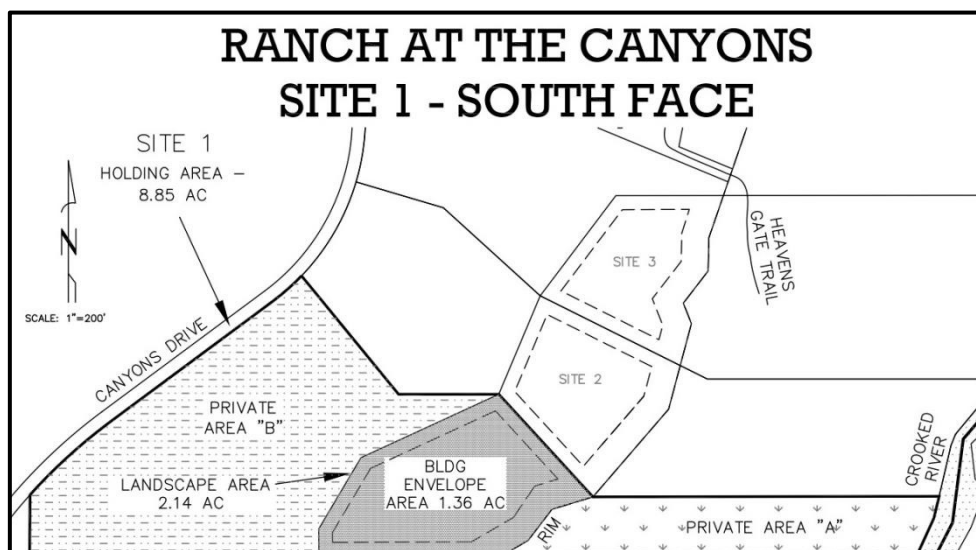 RANCH AT THE CANYONS
SITE 1 - SOUTH FACE
SITE 1
HOLDING AREA –
8.85 AC
N
SCALE: 1"=200'
CANYONS DRIVE
HEAVENS
GATE TRAIL
SITE 3
SITE 2
PRIVATE
AREA "B"
LANDSCAPE AREA
2.14 AC
BLDG
ENVELOPE
AREA 1.36 AC
CROOKED
RIVER
RIM
PRIVATE AREA "A"